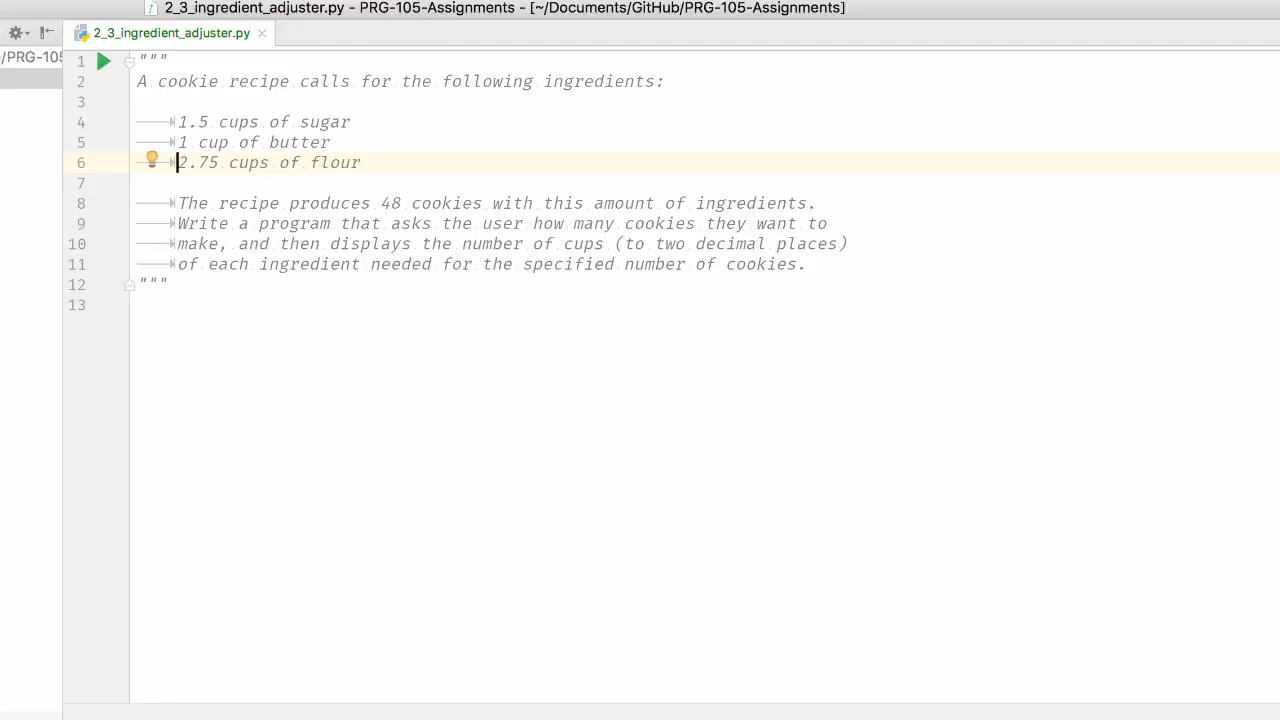 2_3_ingredient_adjuster.py - PRG-105-Assignments - [~/Documents/GitHub/PRG-105-Assignments]
2_3_ingredient_adjuster.py
/PRG-105
1 """
2 A cookie recipe calls for the following ingredients:
3
4 1.5 cups of sugar
5 1 cup of butter
6 2.75 cups of flour
7
8 The recipe produces 48 cookies with this amount of ingredients.
9 Write a program that asks the user how many cookies they want to
10 make, and then displays the number of cups (to two decimal places)
11 of each ingredient needed for the specified number of cookies.
12 """
13